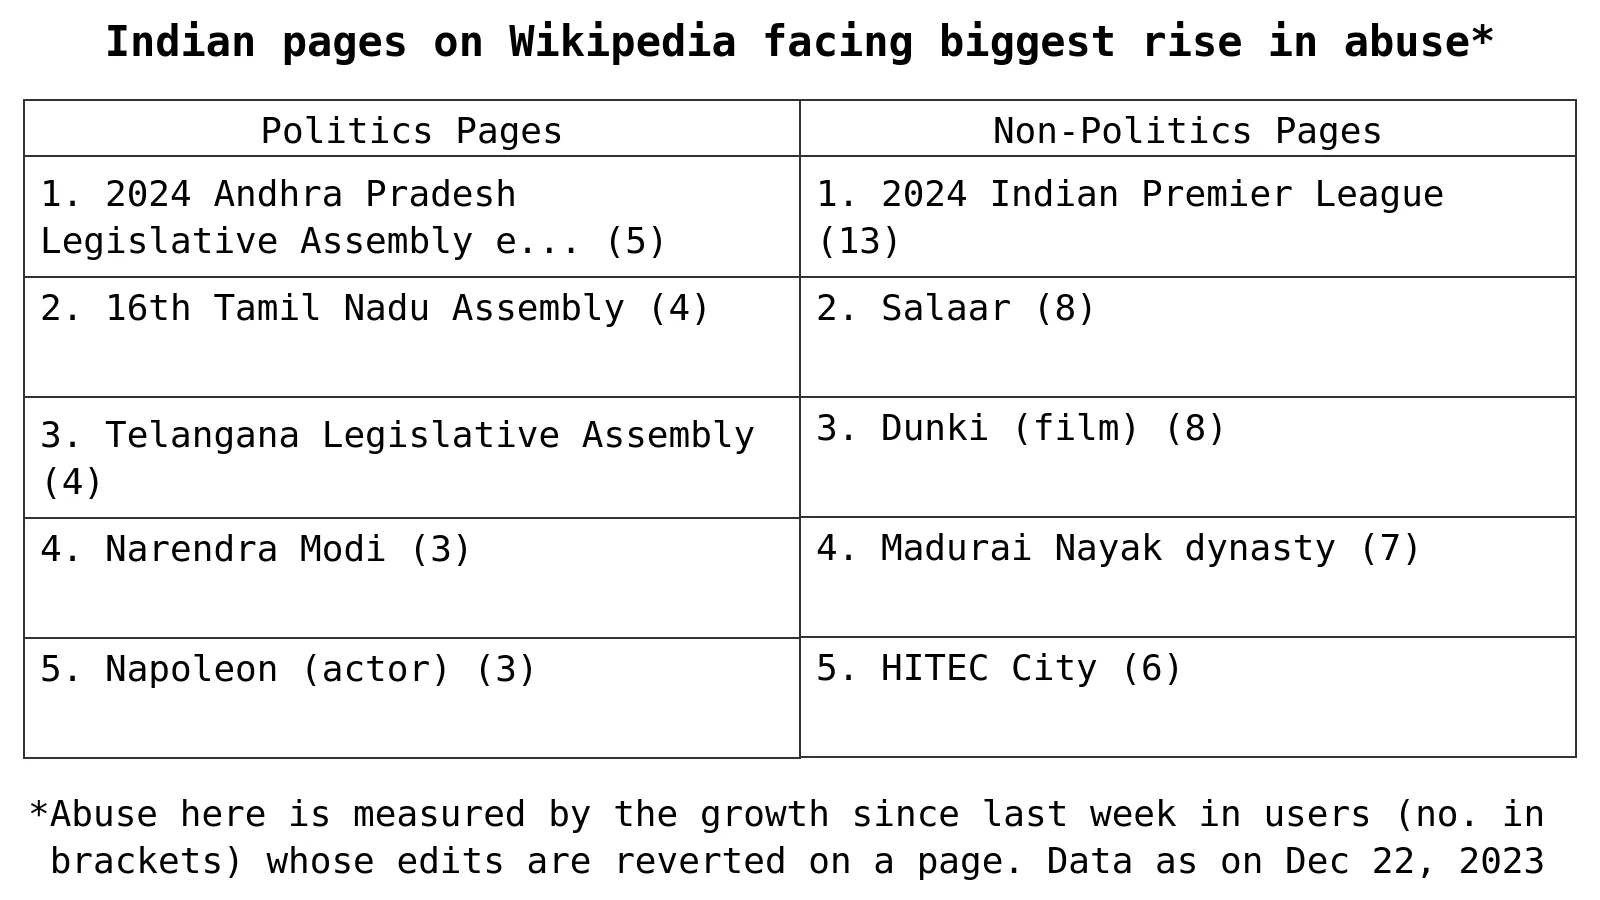 Indian pages on Wikipedia facing biggest rise in abuse*
Politics Pages
Non-Politics Pages
1. 2024 Andhra Pradesh
Legislative Assembly e... (5)
1. 2024 Indian Premier League
(13)
2. 16th Tamil Nadu Assembly (4)
2. Salaar (8)
3. Telangana Legislative Assembly
(4)
3. Dunki (film) (8)
4. Narendra Modi (3)
4. Madurai Nayak dynasty (7)
5. Napoleon (actor) (3)
5. HITEC City (6)
*Abuse here is measured by the growth since last week in users (no. in
brackets) whose edits are reverted on a page. Data as on Dec 22, 2023